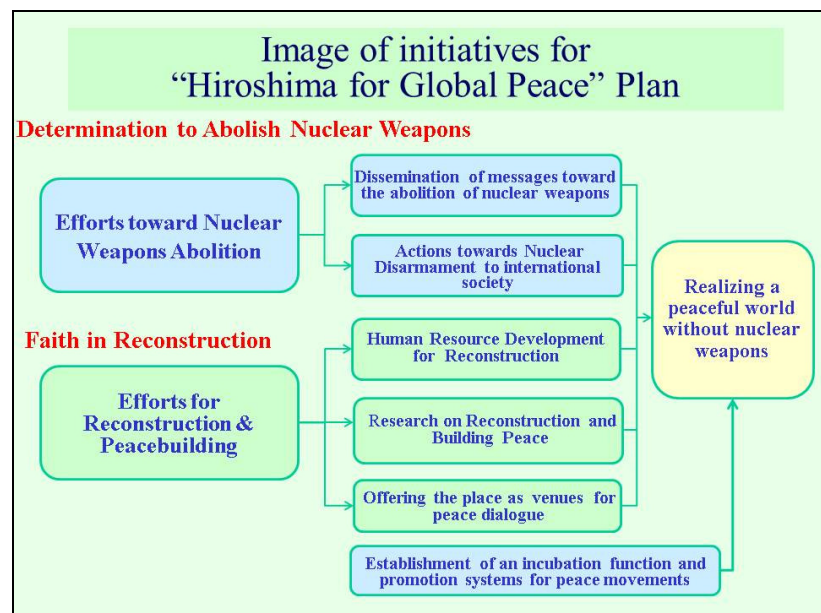 Image of initiatives for
“Hiroshima for Global Peace” Plan
Determination to Abolish Nuclear Weapons
Efforts toward Nuclear
Weapons Abolition
Dissemination of messages toward
the abolition of nuclear weapons
Actions towards Nuclear
Disarmament to international
society
Faith in Reconstruction
Efforts for
Reconstruction &
Peacebuilding
Human Resource Development
for Reconstruction
Research on Reconstruction and
Building Peace
Offering the place as venues for
peace dialogue
Establishment of an incubation function and
promotion systems for peace movements
Realizing a
peaceful world
without nuclear
weapons